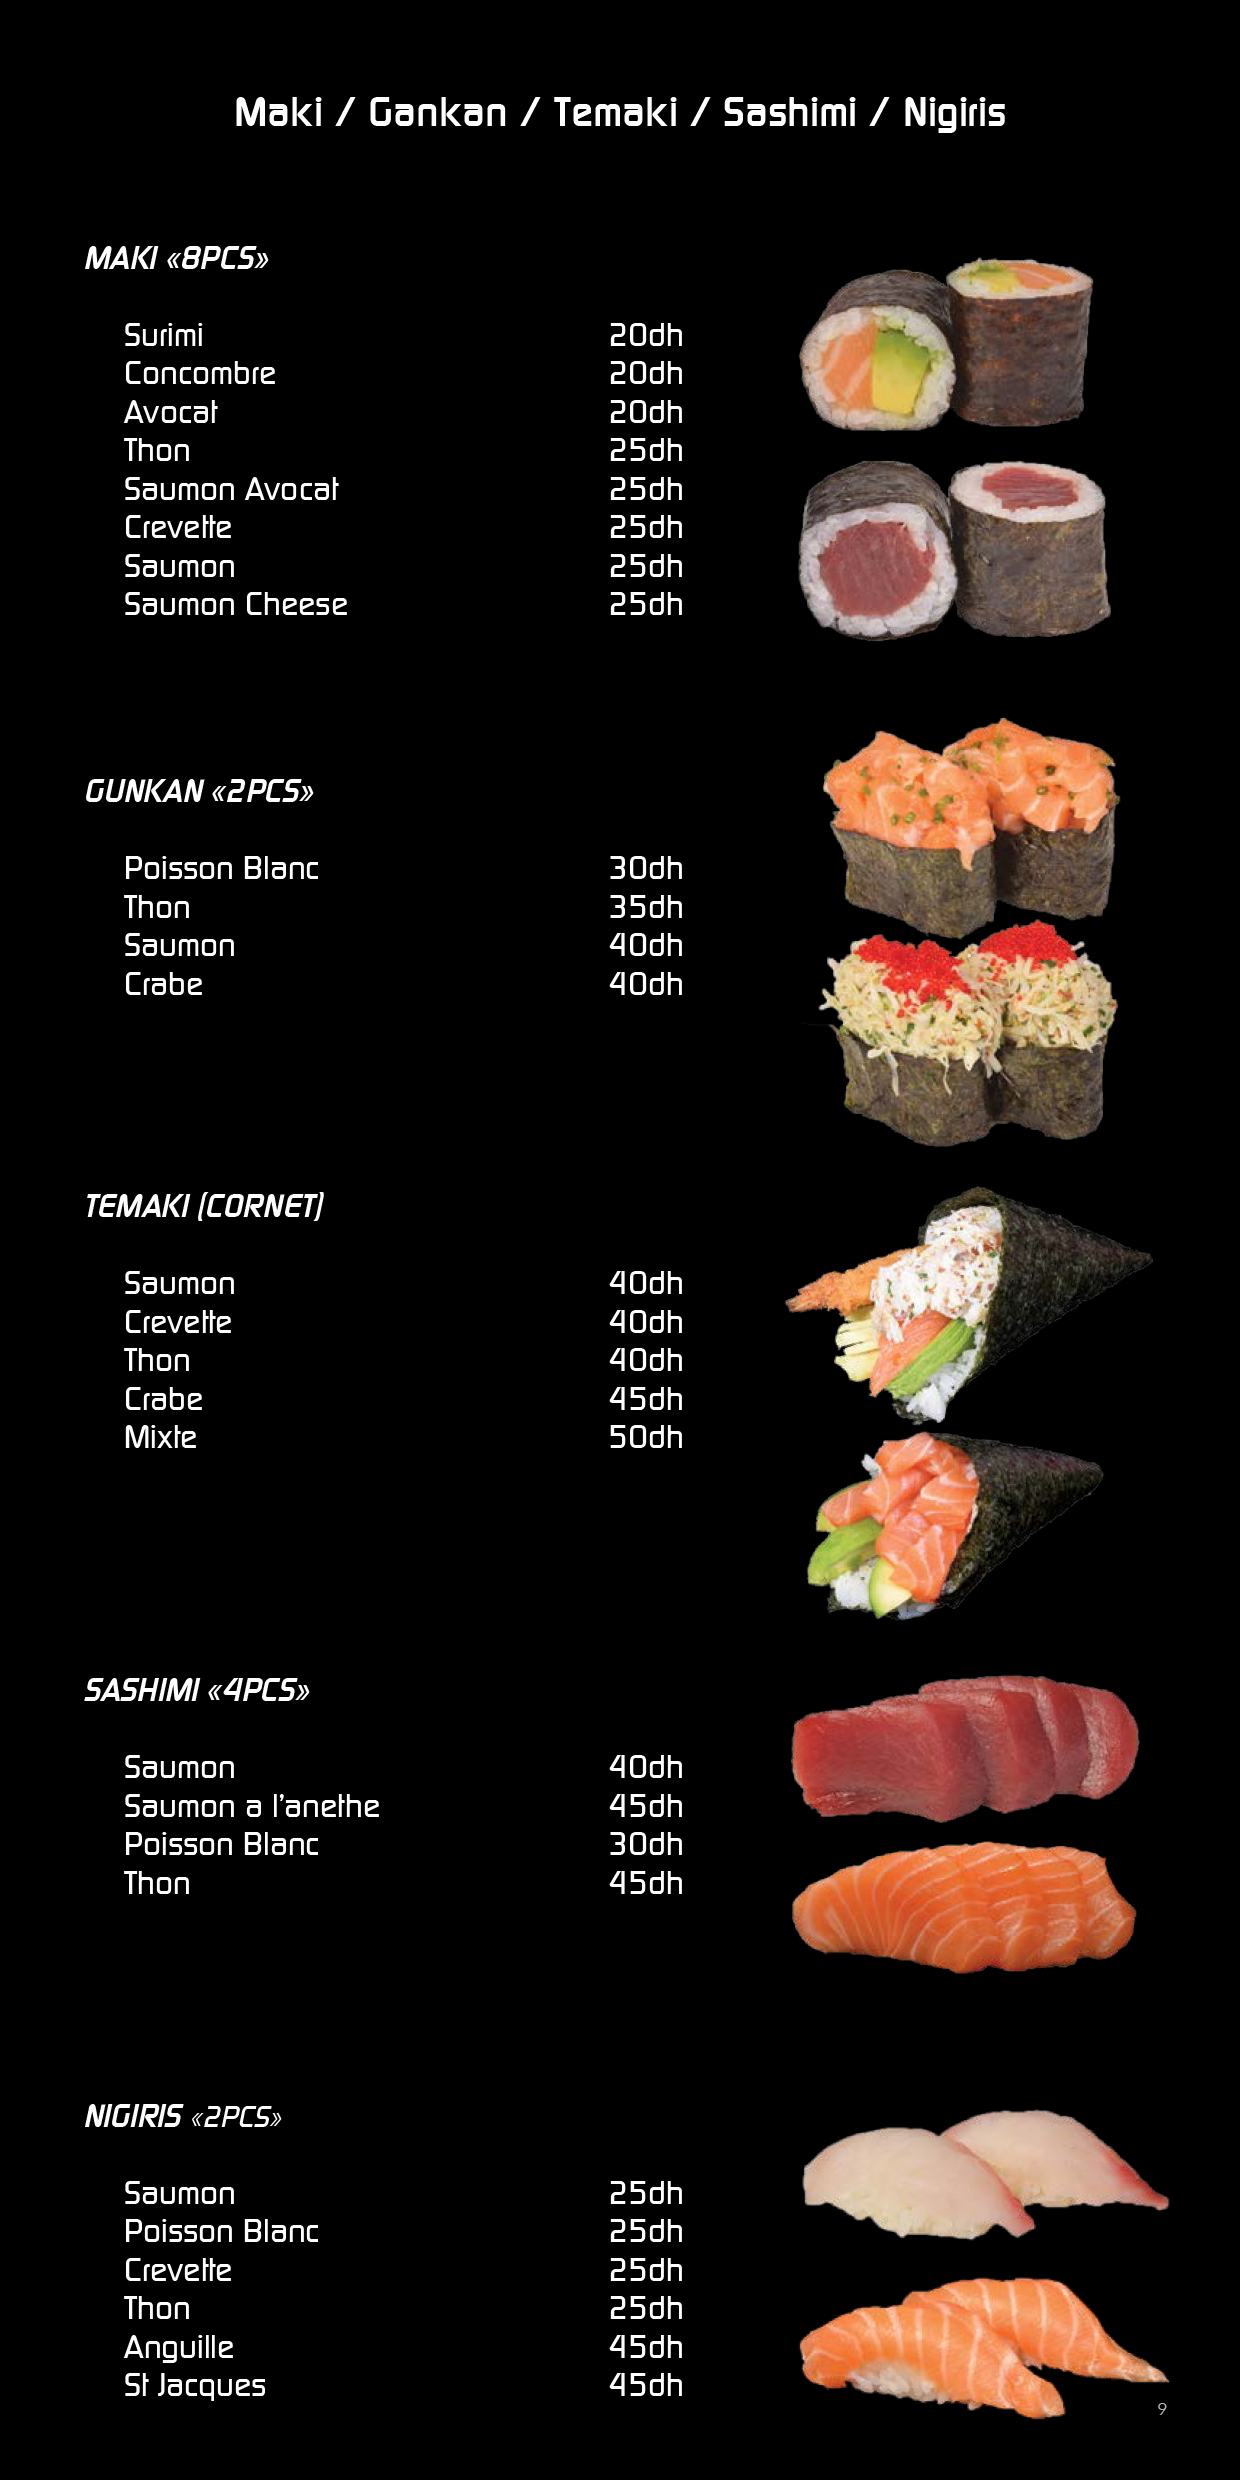 Maki / Gankan / Temaki / Sashimi / Nigiris
MAKI «8PCS»
Surimi 20dh
Concombre 20dh
Avocat 20dh
Thon 25dh
Saumon Avocat 25dh
Crevette 25dh
Saumon 25dh
Saumon Cheese 25dh
GUNKAN «2PCS»
Poisson Blanc 30dh
Thon 35dh
Saumon 40dh
Crabe 40dh
TEMAKI (CORNET)
Saumon 40dh
Crevette 40dh
Thon 40dh
Crabe 45dh
Mixte 50dh
SASHIMI «4PCS»
Saumon 40dh
Saumon a l'anethe 45dh
Poisson Blanc 30dh
Thon 45dh
NIGIRIS «2PCS»
Saumon 25dh
Poisson Blanc 25dh
Crevette 25dh
Thon 25dh
Anguille 45dh
St Jacques 45dh
9